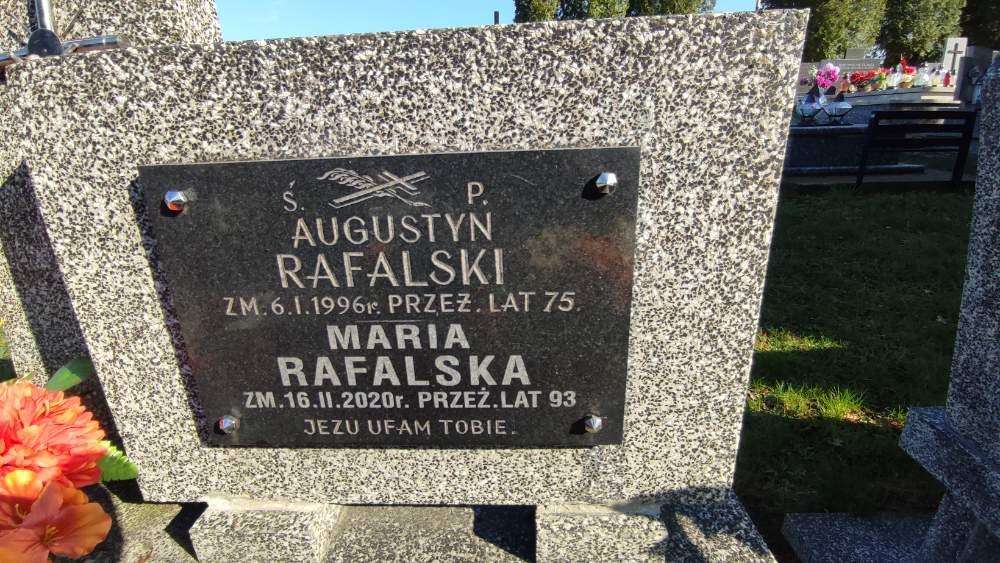 Ś. P.
AUGUSTYN
RAFALSKI
ZM. 6.I.1996r. PRZEŻ. LAT 75.
MARIA
RAFALSKA
ZM. 16.II.2020r. PRZEŻ. LAT 93
JEZU UFAM TOBIE.